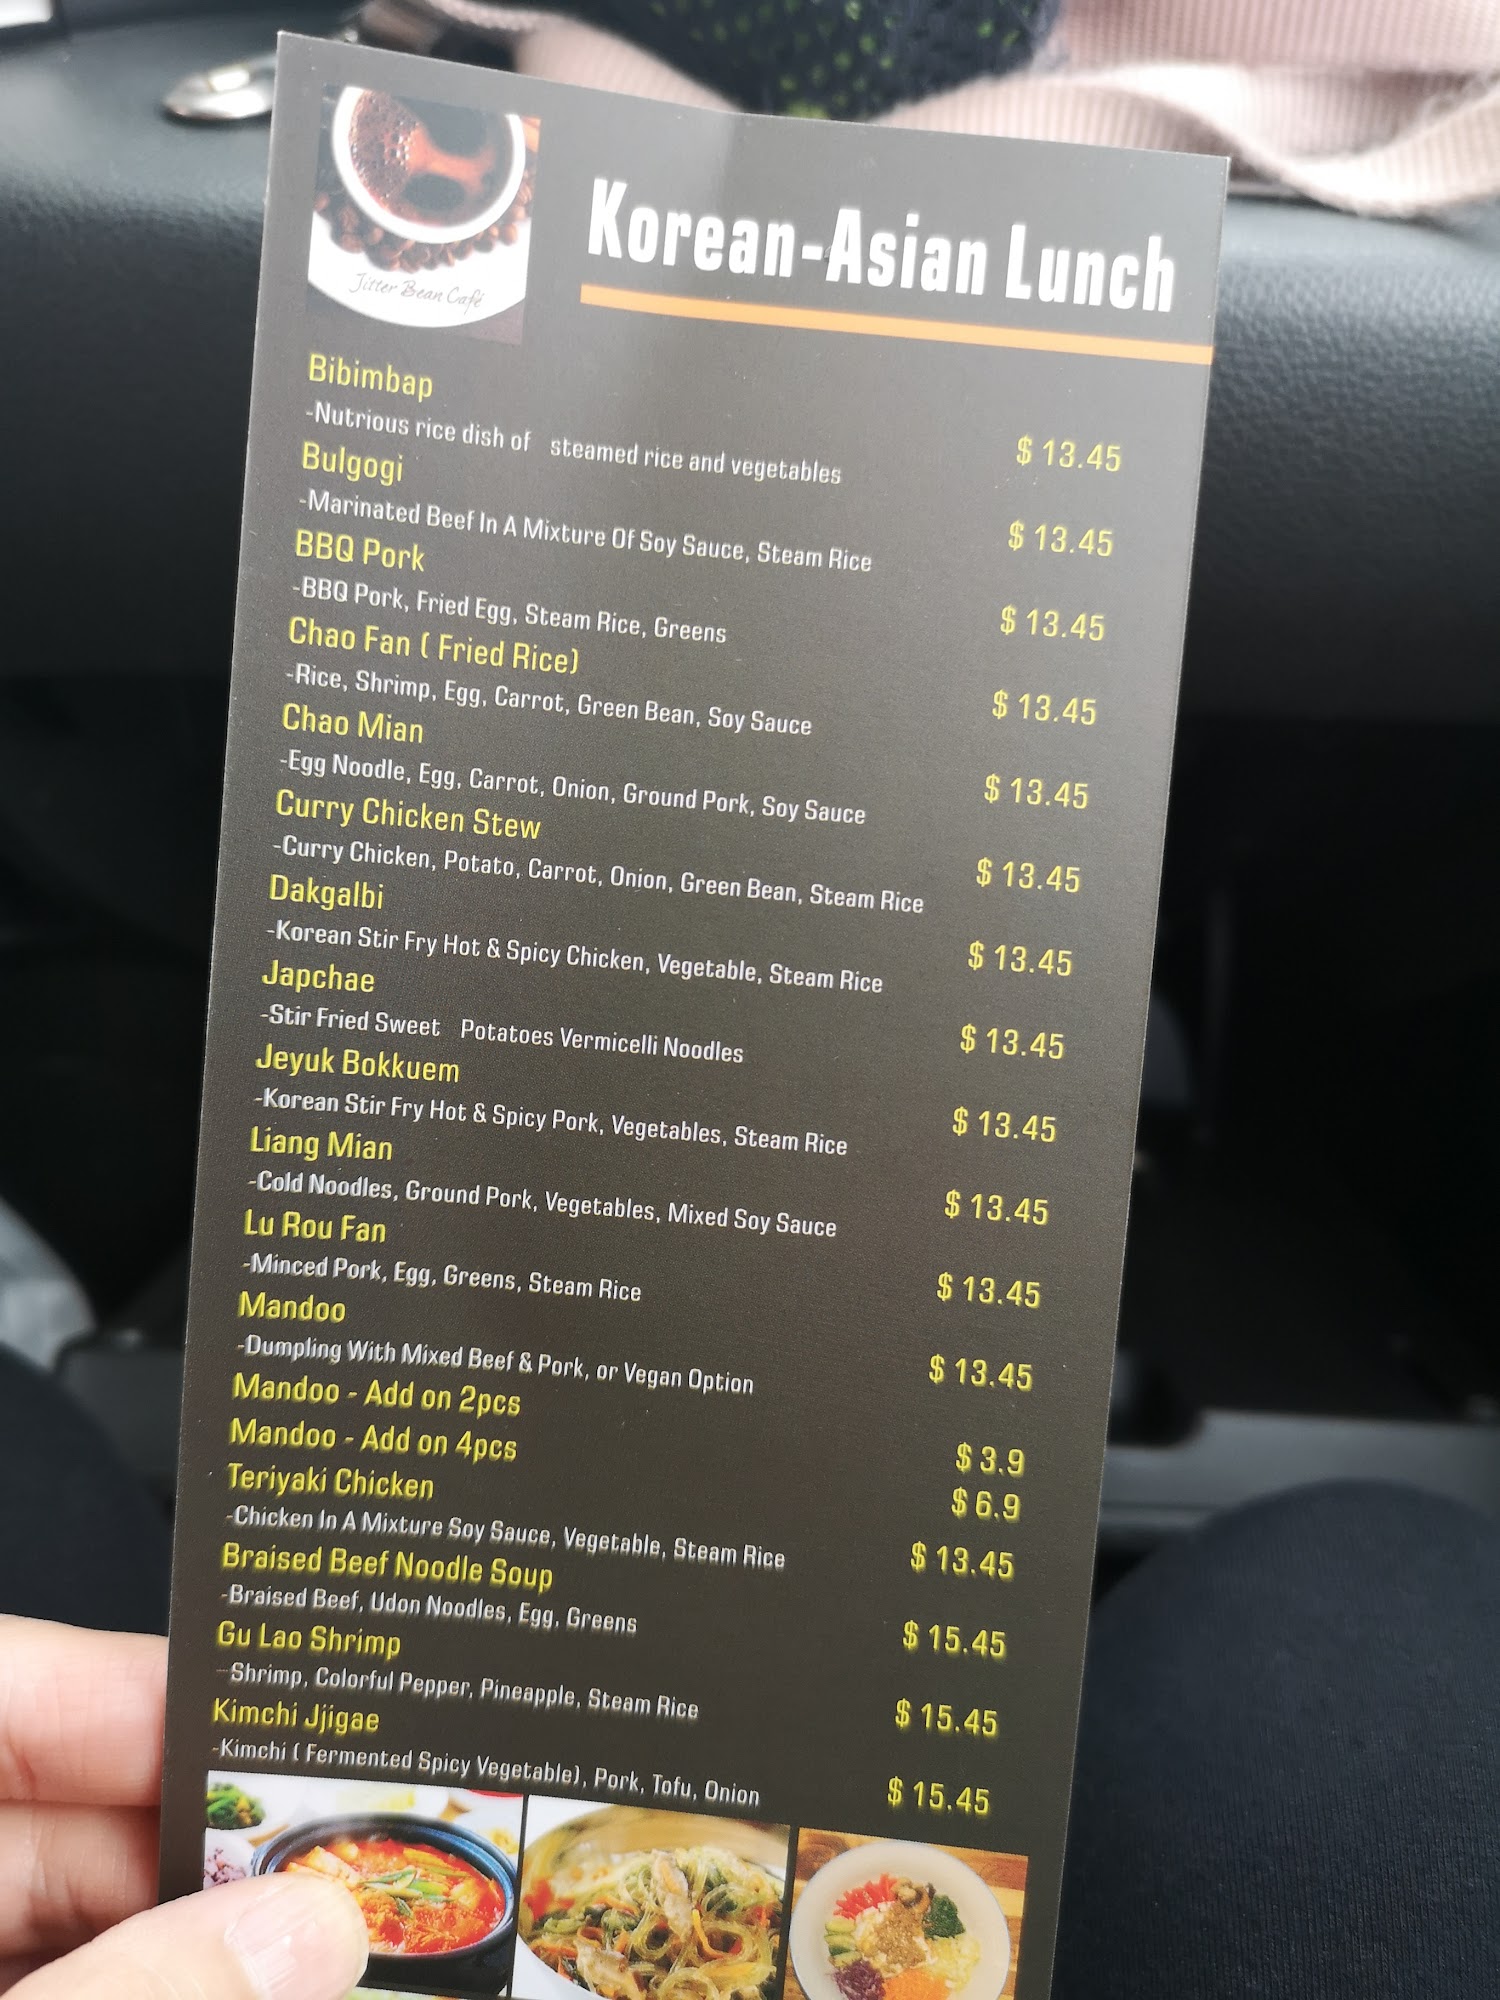 Jitter Bean Café
Korean-Asian Lunch
Bibimbap
-Nutrious rice dish of steamed rice and vegetables $ 13.45
Bulgogi
-Marinated Beef In A Mixture Of Soy Sauce, Steam Rice $ 13.45
BBQ Pork
-BBQ Pork, Fried Egg, Steam Rice, Greens $ 13.45
Chao Fan ( Fried Rice)
-Rice, Shrimp, Egg, Carrot, Green Bean, Soy Sauce $ 13.45
Chao Mian
-Egg Noodle, Egg, Carrot, Onion, Ground Pork, Soy Sauce $ 13.45
Curry Chicken Stew
-Curry Chicken, Potato, Carrot, Onion, Green Bean, Steam Rice $ 13.45
Dakgalbi
-Korean Stir Fry Hot & Spicy Chicken, Vegetable, Steam Rice $ 13.45
Japchae
-Stir Fried Sweet Potatoes Vermicelli Noodles $ 13.45
Jeyuk Bokkuem
-Korean Stir Fry Hot & Spicy Pork, Vegetables, Steam Rice $ 13.45
Liang Mian
-Cold Noodles, Ground Pork, Vegetables, Mixed Soy Sauce $ 13.45
Lu Rou Fan
-Minced Pork, Egg, Greens, Steam Rice $ 13.45
Mandoo
-Dumpling With Mixed Beef & Pork, or Vegan Option $ 13.45
Mandoo - Add on 2pcs $ 3.9
Mandoo - Add on 4pcs $ 6.9
Teriyaki Chicken
-Chicken In A Mixture Soy Sauce, Vegetable, Steam Rice $ 13.45
Braised Beef Noodle Soup
-Braised Beef, Udon Noodles, Egg, Greens $ 15.45
Gu Lao Shrimp
-Shrimp, Colorful Pepper, Pineapple, Steam Rice $ 15.45
Kimchi Jjigae
-Kimchi ( Fermented Spicy Vegetable), Pork, Tofu, Onion $ 15.45